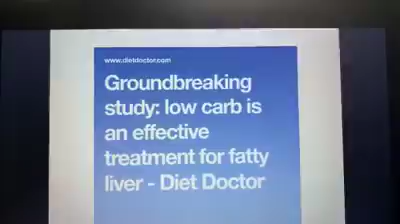 www.dietdoctor.com
Groundbreaking
study: low carb is
an effective
treatment for fatty
liver - Diet Doctor